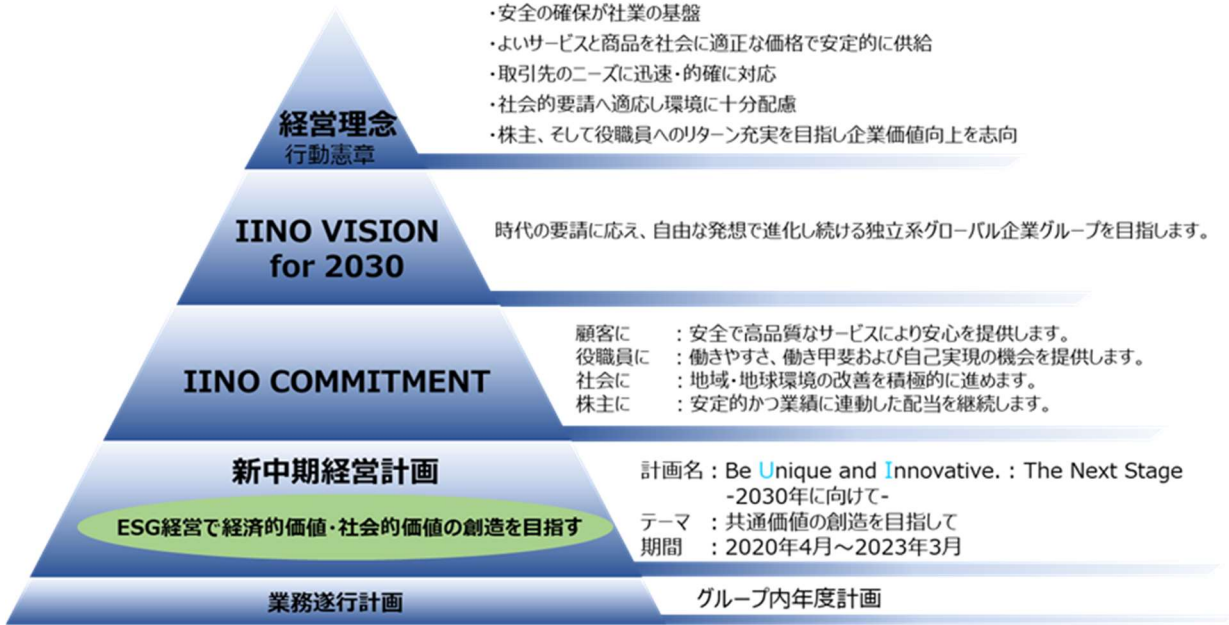 ・安全の確保が社業の基盤
・よいサービスと商品を社会に適正な価格で安定的に供給
・取引先のニーズに迅速・的確に対応
・社会的要請へ適応し環境に十分配慮
・株主、そして役職員へのリターン充実を目指し企業価値向上を志向
経営理念
行動憲章
IINO VISION
for 2030
時代の要請に応え、自由な発想で進化し続ける独立系グローバル企業グループを目指します。
IINO COMMITMENT
顧客に　：安全で高品質なサービスにより安心を提供します。
役職員に　：働きやすさ、働き甲斐および自己実現の機会を提供します。
社会に　：地域・地球環境の改善を積極的に進めます。
株主に　：安定的かつ業績に連動した配当を継続します。
新中期経営計画
ESG経営で経済的価値・社会的価値の創造を目指す
計画名：Be Unique and Innovative.：The Next Stage
-2030年に向けて-
テーマ　：共通価値の創造を目指して
期間　：2020年4月～2023年3月
業務遂行計画
グループ内年度計画